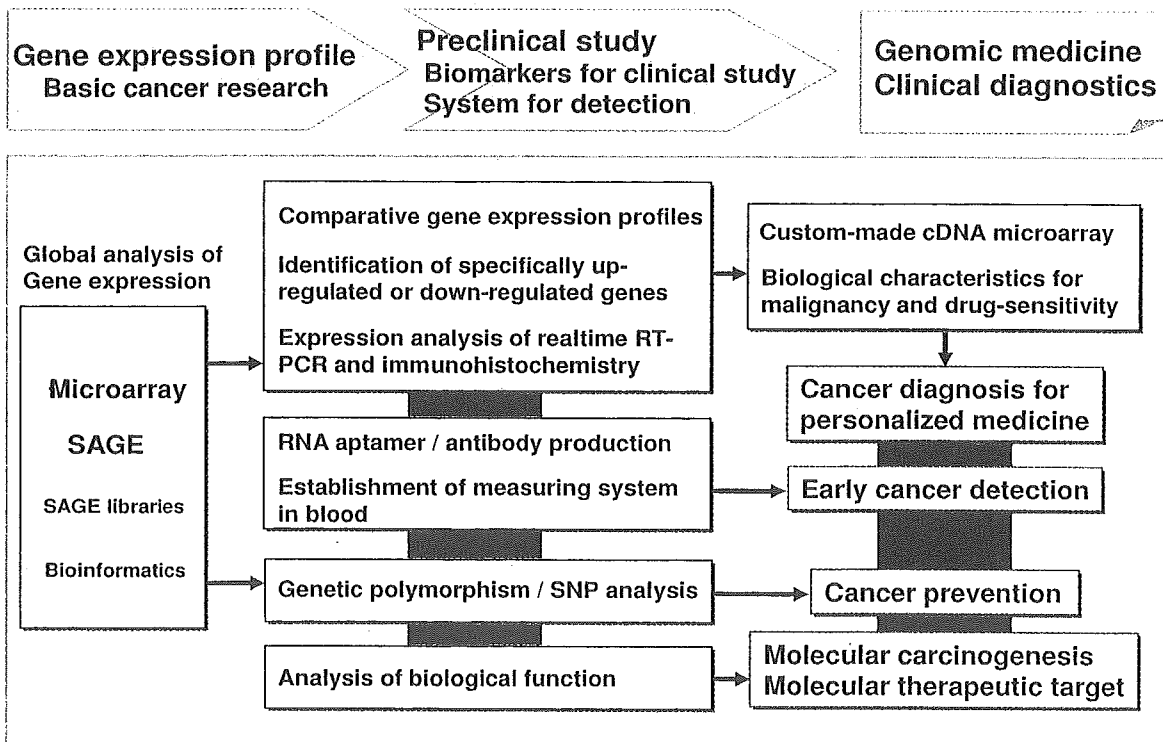 Gene expression profile
Basic cancer research
Preclinical study
Biomarkers for clinical study
System for detection
Genomic medicine
Clinical diagnostics
Global analysis of
Gene expression
Microarray
SAGE
SAGE libraries
Bioinformatics
Comparative gene expression profiles
Identification of specifically up-
regulated or down-regulated genes
Expression analysis of realtime RT-
PCR and immunohistochemistry
RNA aptamer / antibody production
Establishment of measuring system
in blood
Genetic polymorphism / SNP analysis
Analysis of biological function
Custom-made cDNA microarray
Biological characteristics for
malignancy and drug-sensitivity
Cancer diagnosis for
personalized medicine
Early cancer detection
Cancer prevention
Molecular carcinogenesis
Molecular therapeutic target